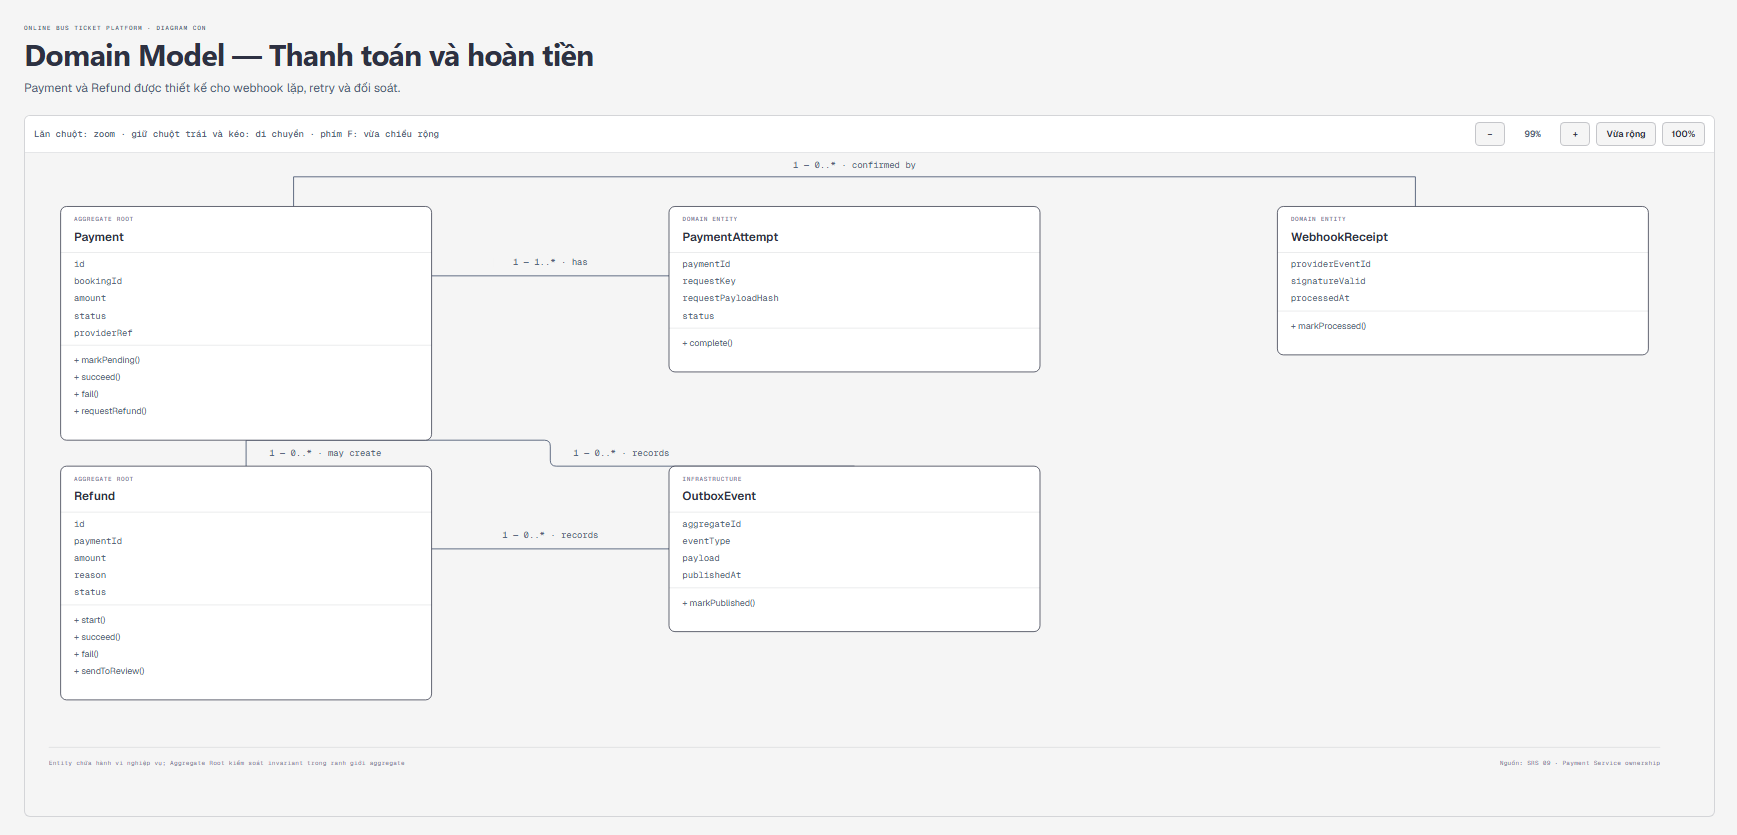 ONLINE BUS TICKET PLATFORM · DIAGRAM CON
Domain Model — Thanh toán và hoàn tiền
Payment và Refund được thiết kế cho webhook lặp, retry và đối soát.
Lăn chuột: zoom · giữ chuột trái và kéo: di chuyển · phím F: vừa chiều rộng
−
99%
+
Vừa rộng
100%
1 — 0..* · confirmed by
AGGREGATE ROOT
Payment
id
bookingId
amount
status
providerRef
+ markPending()
+ succeed()
+ fail()
+ requestRefund()
1 — 1..* · has
DOMAIN ENTITY
PaymentAttempt
paymentId
requestKey
requestPayloadHash
status
+ complete()
DOMAIN ENTITY
WebhookReceipt
providerEventId
signatureValid
processedAt
+ markProcessed()
1 — 0..* · may create
1 — 0..* · records
AGGREGATE ROOT
Refund
id
paymentId
amount
reason
status
+ start()
+ succeed()
+ fail()
+ sendToReview()
1 — 0..* · records
INFRASTRUCTURE
OutboxEvent
aggregateId
eventType
payload
publishedAt
+ markPublished()
Entity chứa hành vi nghiệp vụ; Aggregate Root kiểm soát invariant trong ranh giới aggregate
Nguồn: SRS 08 · Payment Service ownership